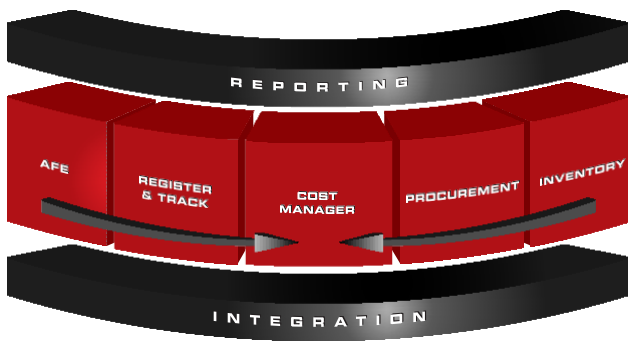 REPORTING
AFE
REGISTER
& TRACK
COST
MANAGER
PROCUREMENT
INVENTORY
INTEGRATION